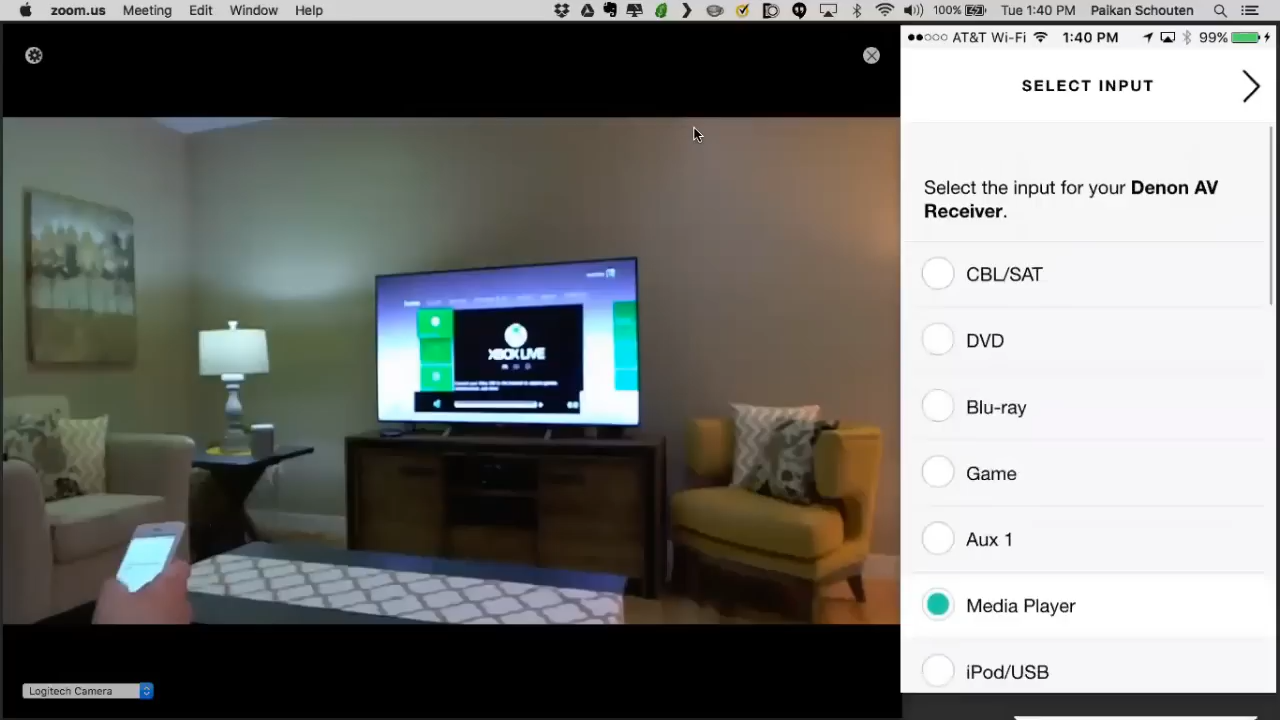 zoom.us Meeting Edit Window Help
100% Tue 1:40 PM Paikan Schouten
AT&T Wi-Fi 1:40 PM 99%
SELECT INPUT
Select the input for your Denon AV
Receiver.
CBL/SAT
DVD
Blu-ray
Game
Aux 1
Media Player
iPod/USB
home
XBOX LIVE
Logitech Camera